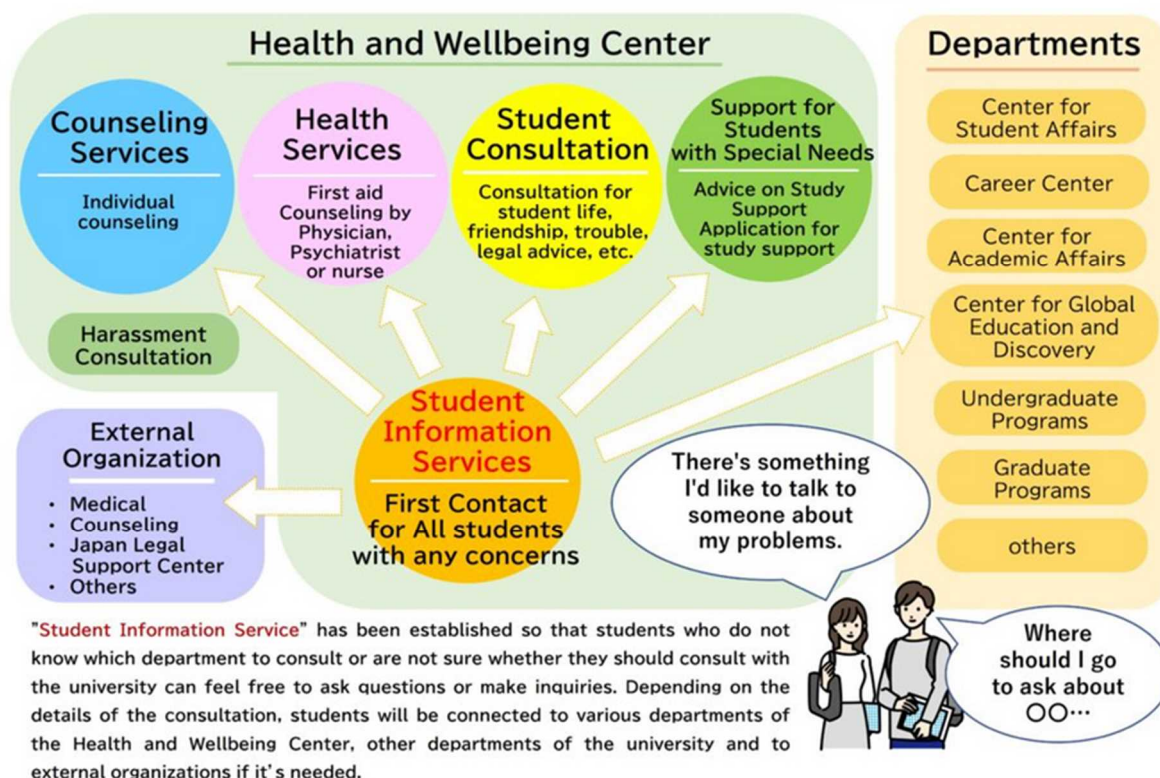 Health and Wellbeing Center
Counseling
Services
Individual
counseling
Health
Services
First aid
Counseling by
Physician,
Psychiatrist
or nurse
Student
Consultation
Consultation for
student life,
friendship, trouble,
legal advice, etc.
Support for
Students
with Special Needs
Advice on Study
Support
Application for
study support
Harassment
Consultation
Student
Information
Services
First Contact
for All students
with any concerns
External
Organization
・ Medical
・ Counseling
・ Japan Legal
Support Center
・ Others
Departments
Center for
Student Affairs
Career Center
Center for
Academic Affairs
Center for Global
Education and
Discovery
Undergraduate
Programs
Graduate
Programs
others
There's something
I'd like to talk to
someone about
my problems.
Where
should I go
to ask about
〇〇…
"Student Information Service" has been established so that students who do not
know which department to consult or are not sure whether they should consult with
the university can feel free to ask questions or make inquiries. Depending on the
details of the consultation, students will be connected to various departments of
the Health and Wellbeing Center, other departments of the university and to
external organizations if it's needed.